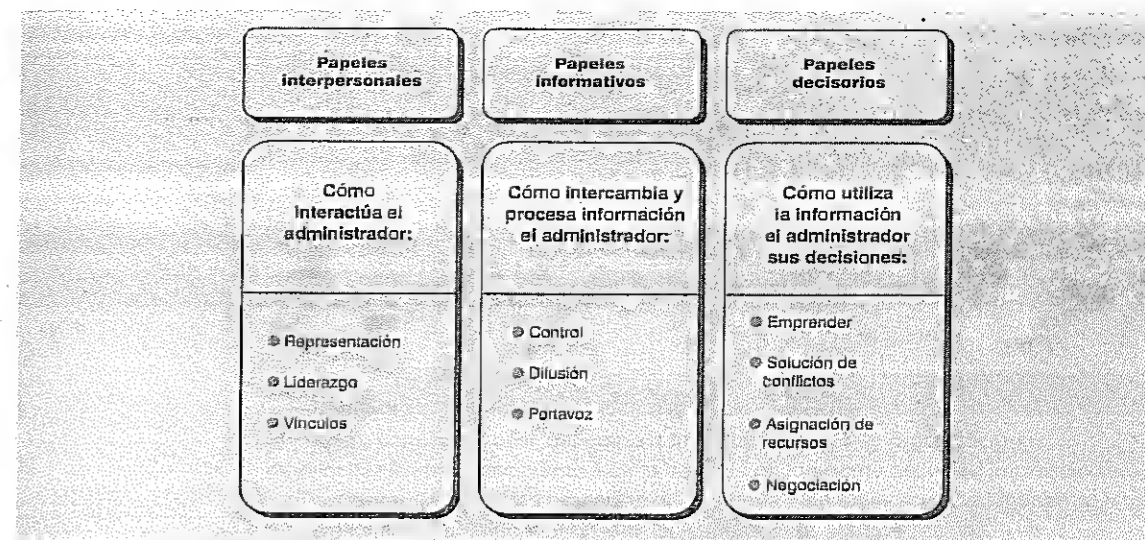 Papeles
interpersonales
Papeles
informativos
Papeles
decisorios
Cómo
interactúa el
administrador:
Representación
Liderazgo
Vínculos
Cómo intercambia y
procesa información
el administrador:
Control
Difusión
Portavoz
Cómo utiliza
la información
el administrador
sus decisiones:
Emprender
Solución de
conflictos
Asignación de
recursos
Negociación